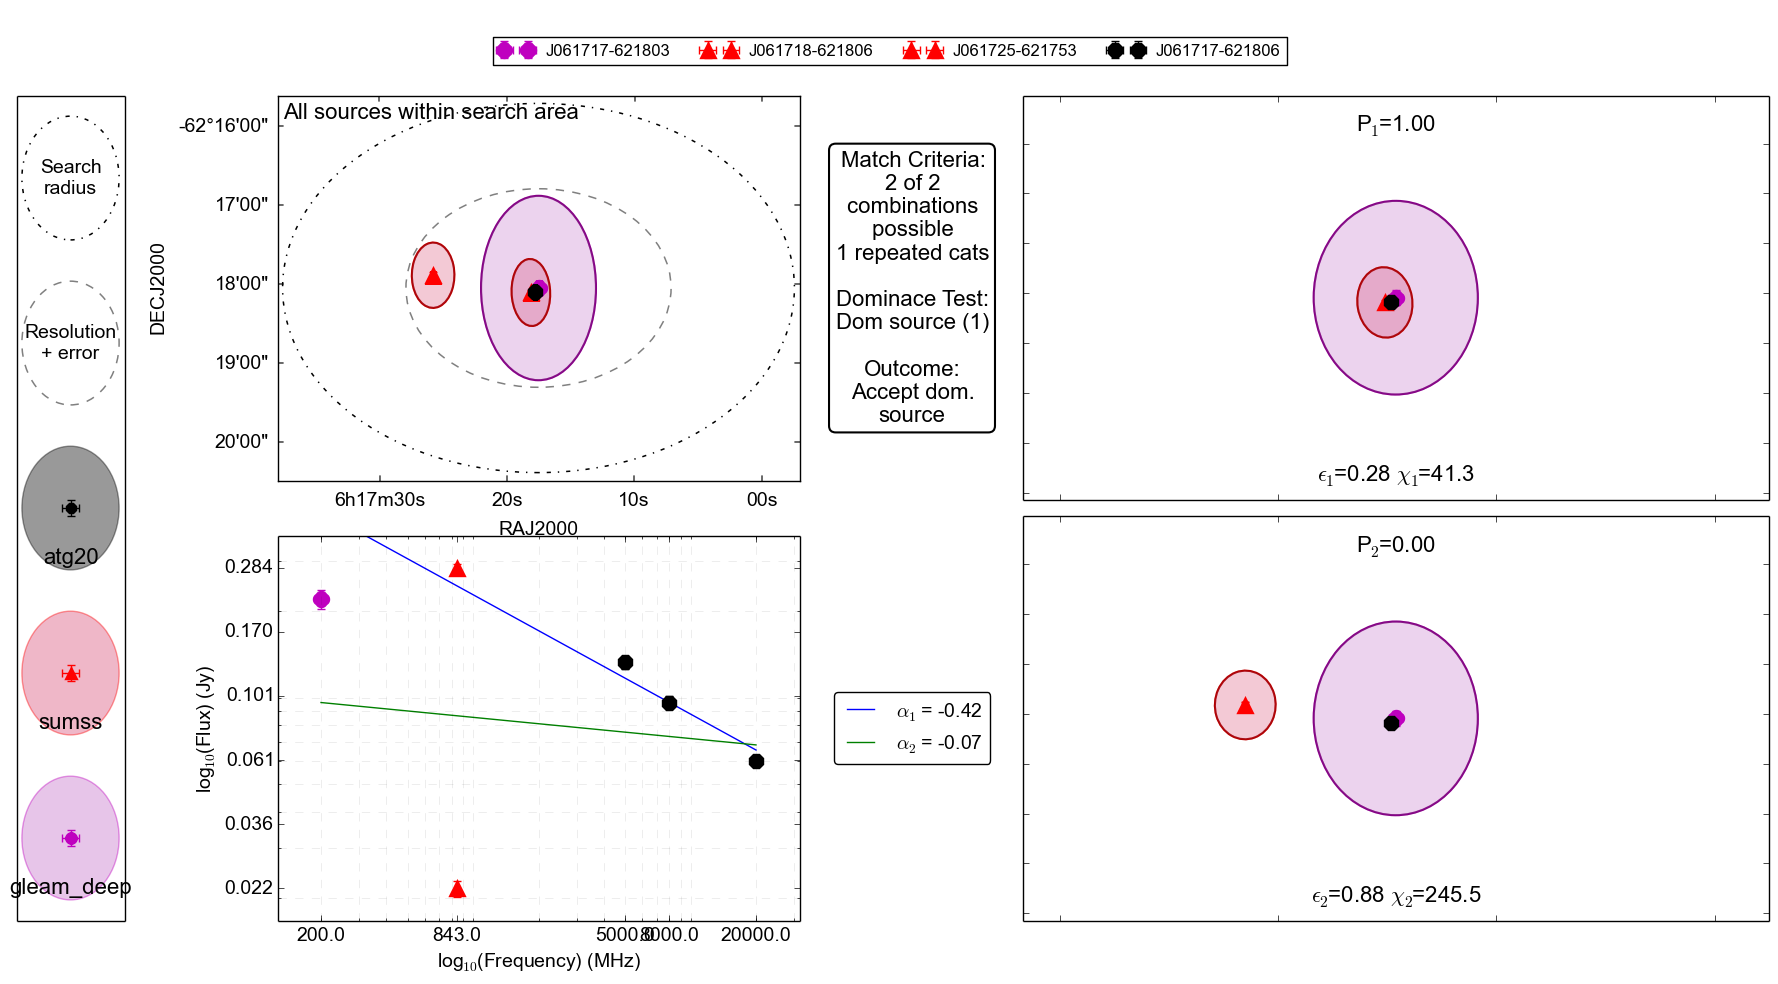 J061717-621803 J061718-621806 J061725-621753 J061717-621806
Search
radius
Resolution
+ error
atg20
sumss
gleam_deep
All sources within search area
DECJ2000
-62°16'00"
17'00"
18'00"
19'00"
20'00"
6h17m30s 20s 10s 00s
RAJ2000
Match Criteria:
2 of 2
combinations
possible
1 repeated cats
Dominace Test:
Dom source (1)
Outcome:
Accept dom.
source
P1=1.00
ϵ1=0.28 χ1=41.3
log10(Flux) (Jy)
0.284
0.170
0.101
0.061
0.036
0.022
200.0 843.0 5000.0 8000.0 20000.0
log10(Frequency) (MHz)
α1 = -0.42
α2 = -0.07
P2=0.00
ϵ2=0.88 χ2=245.5